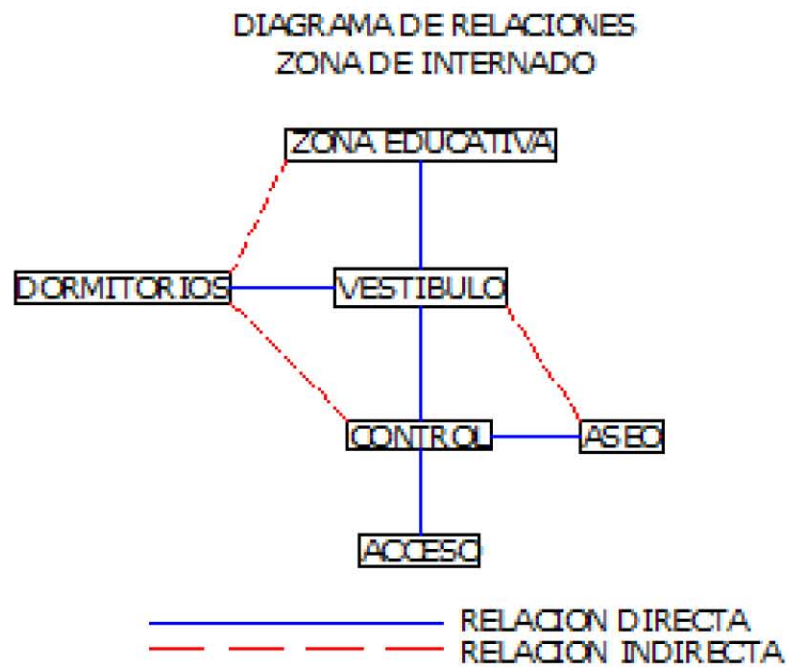 DIAGRAMA DE RELACIONES
ZONA DE INTERNADO
ZONA EDUCATIVA
DORMITORIOS
VESTIBULO
CONTROL
ASEO
ACCESO
RELACION DIRECTA
RELACION INDIRECTA